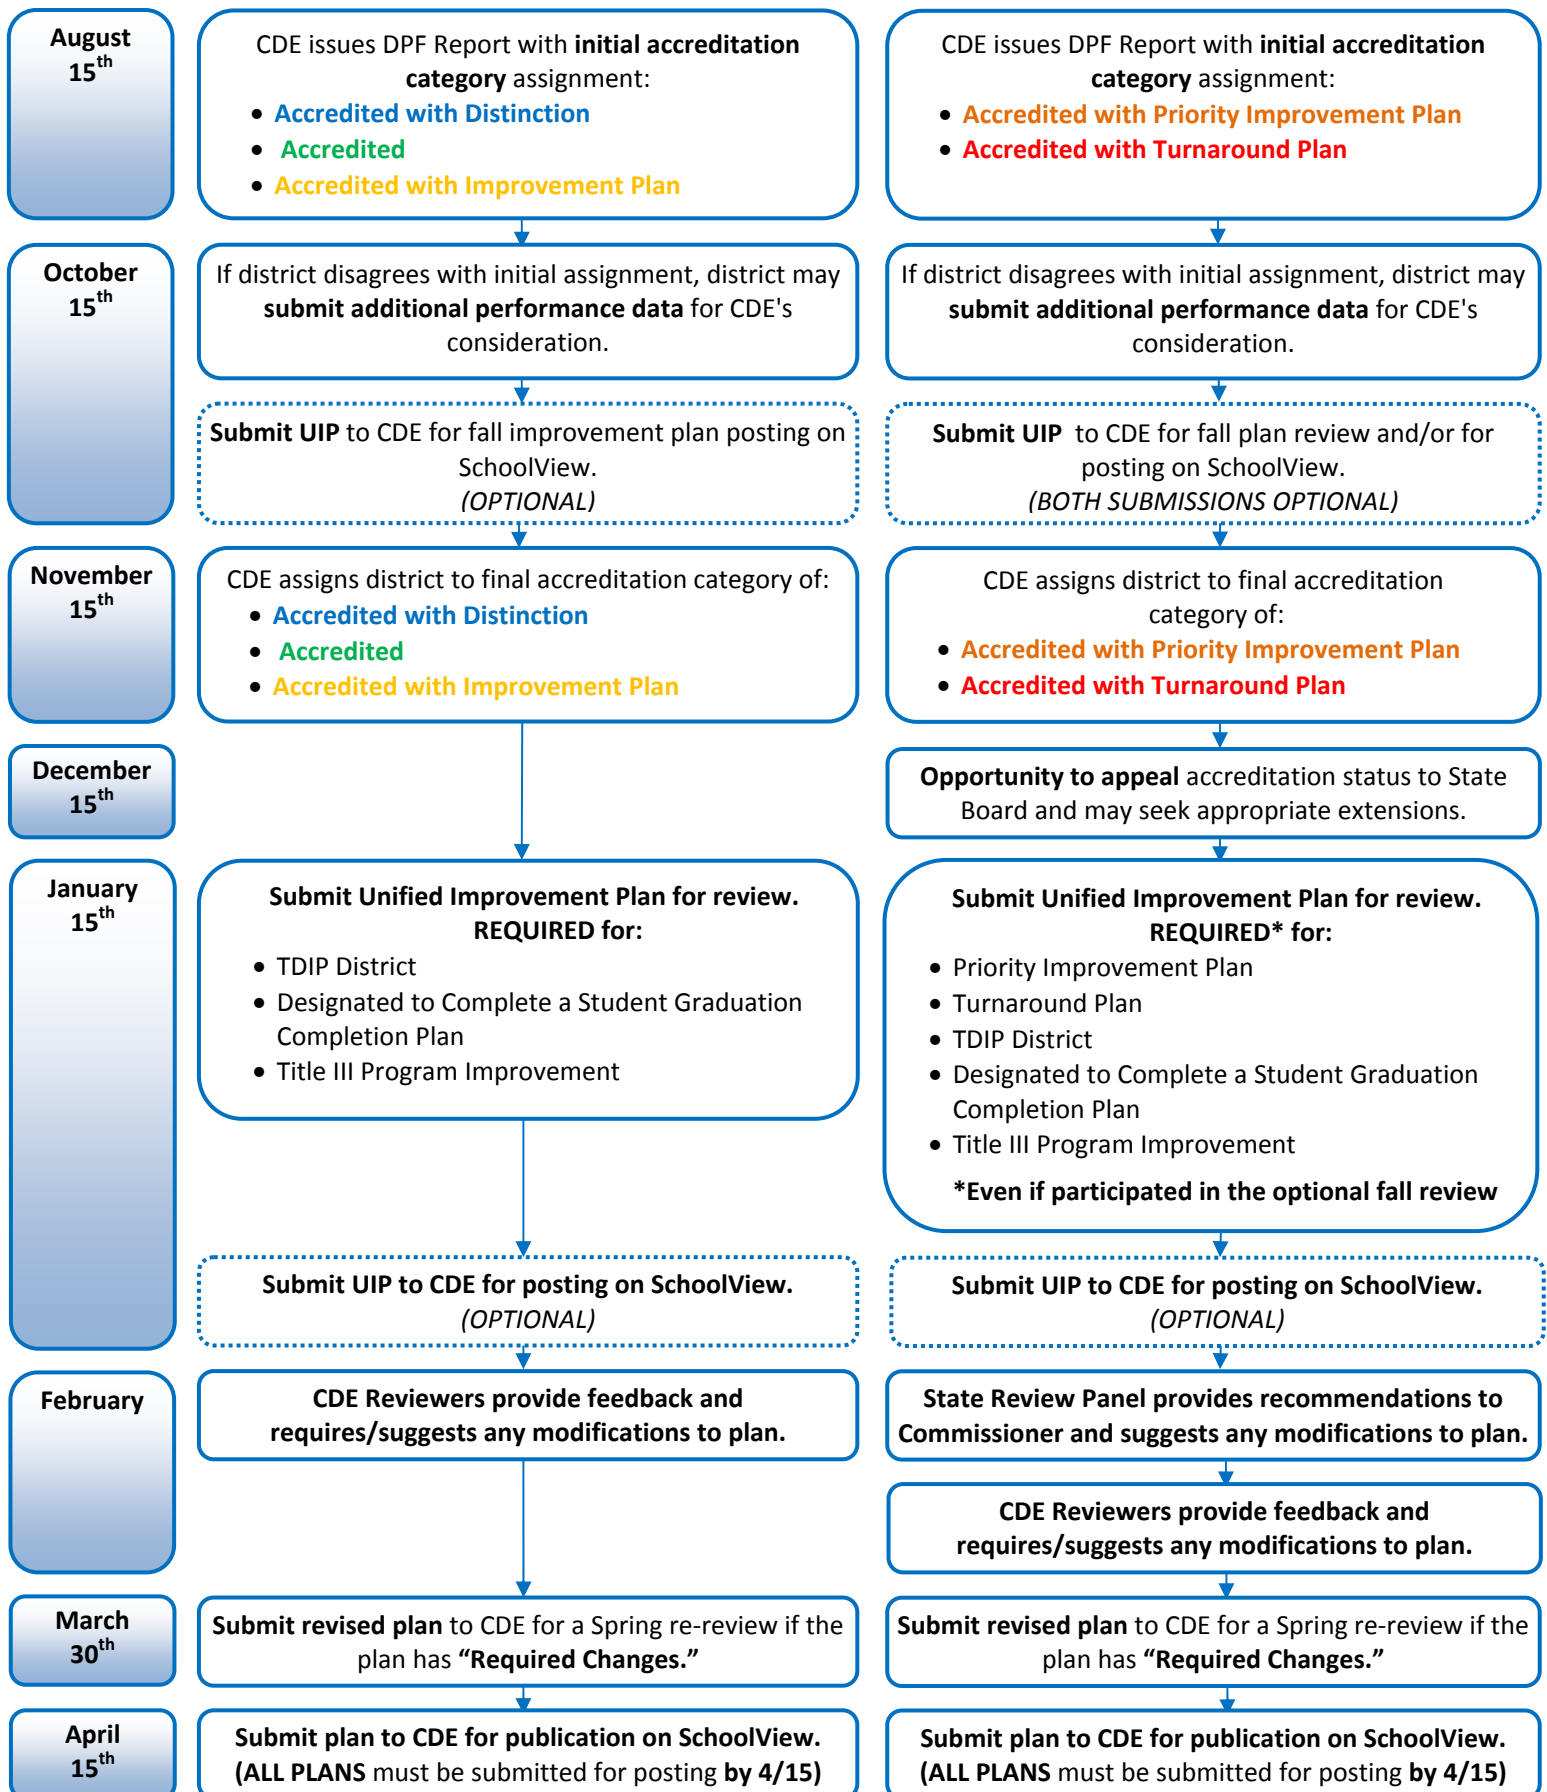 August
15th
CDE issues DPF Report with initial accreditation
category assignment:
• Accredited with Distinction
• Accredited
• Accredited with Improvement Plan
CDE issues DPF Report with initial accreditation
category assignment:
• Accredited with Priority Improvement Plan
• Accredited with Turnaround Plan
October
15th
If district disagrees with initial assignment, district may
submit additional performance data for CDE's
consideration.
If district disagrees with initial assignment, district may
submit additional performance data for CDE's
consideration.
Submit UIP to CDE for fall improvement plan posting on
SchoolView.
(OPTIONAL)
Submit UIP to CDE for fall plan review and/or for
posting on SchoolView.
(BOTH SUBMISSIONS OPTIONAL)
November
15th
CDE assigns district to final accreditation category of:
• Accredited with Distinction
• Accredited
• Accredited with Improvement Plan
CDE assigns district to final accreditation
category of:
• Accredited with Priority Improvement Plan
• Accredited with Turnaround Plan
December
15th
Opportunity to appeal accreditation status to State
Board and may seek appropriate extensions.
January
15th
Submit Unified Improvement Plan for review.
REQUIRED for:
• TDIP District
• Designated to Complete a Student Graduation
Completion Plan
• Title III Program Improvement
Submit Unified Improvement Plan for review.
REQUIRED* for:
• Priority Improvement Plan
• Turnaround Plan
• TDIP District
• Designated to Complete a Student Graduation
Completion Plan
• Title III Program Improvement
*Even if participated in the optional fall review
Submit UIP to CDE for posting on SchoolView.
(OPTIONAL)
Submit UIP to CDE for posting on SchoolView.
(OPTIONAL)
February
CDE Reviewers provide feedback and
requires/suggests any modifications to plan.
State Review Panel provides recommendations to
Commissioner and suggests any modifications to plan.
CDE Reviewers provide feedback and
requires/suggests any modifications to plan.
March
30th
Submit revised plan to CDE for a Spring re-review if the
plan has “Required Changes.”
Submit revised plan to CDE for a Spring re-review if the
plan has “Required Changes.”
April
15th
Submit plan to CDE for publication on SchoolView.
(ALL PLANS must be submitted for posting by 4/15)
Submit plan to CDE for publication on SchoolView.
(ALL PLANS must be submitted for posting by 4/15)